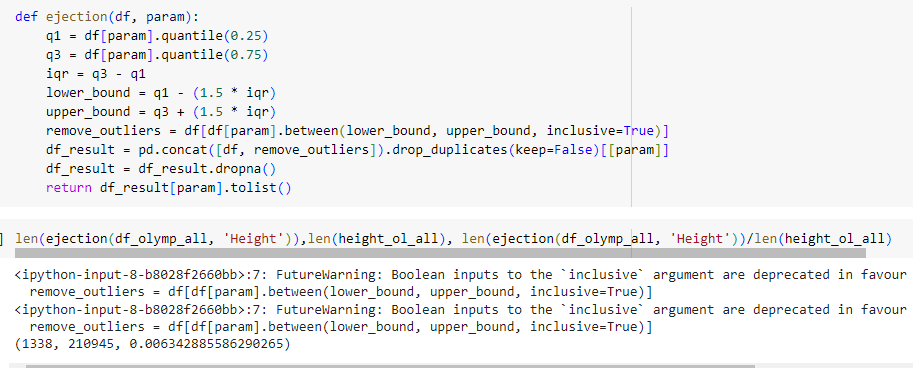 def ejection(df, param):
q1 = df[param].quantile(0.25)
q3 = df[param].quantile(0.75)
iqr = q3 - q1
lower_bound = q1 - (1.5 * iqr)
upper_bound = q3 + (1.5 * iqr)
remove_outliers = df[df[param].between(lower_bound, upper_bound, inclusive=True)]
df_result = pd.concat([df, remove_outliers]).drop_duplicates(keep=False)[[param]]
df_result = df_result.dropna()
return df_result[param].tolist()
] len(ejection(df_olymp_all, 'Height')),len(height_ol_all), len(ejection(df_olymp_all, 'Height'))/len(height_ol_all)
<ipython-input-8-b8028f2660bb>:7: FutureWarning: Boolean inputs to the `inclusive` argument are deprecated in favour
remove_outliers = df[df[param].between(lower_bound, upper_bound, inclusive=True)]
<ipython-input-8-b8028f2660bb>:7: FutureWarning: Boolean inputs to the `inclusive` argument are deprecated in favour
remove_outliers = df[df[param].between(lower_bound, upper_bound, inclusive=True)]
(1338, 210945, 0.006342885586290265)